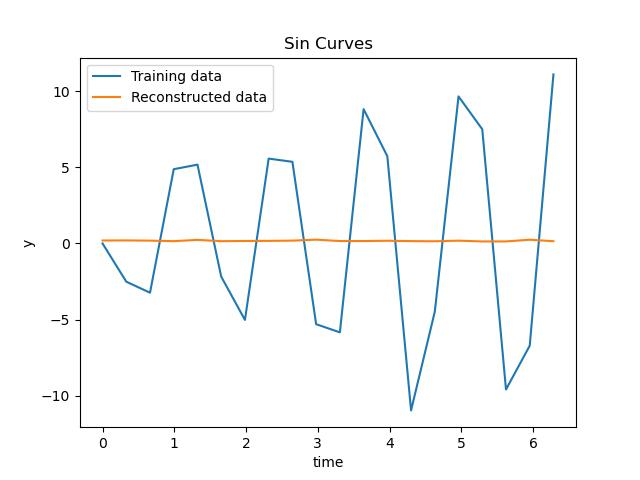 Sin Curves
Training data
Reconstructed data
10
5
0
−5
−10
y
0 1 2 3 4 5 6
time